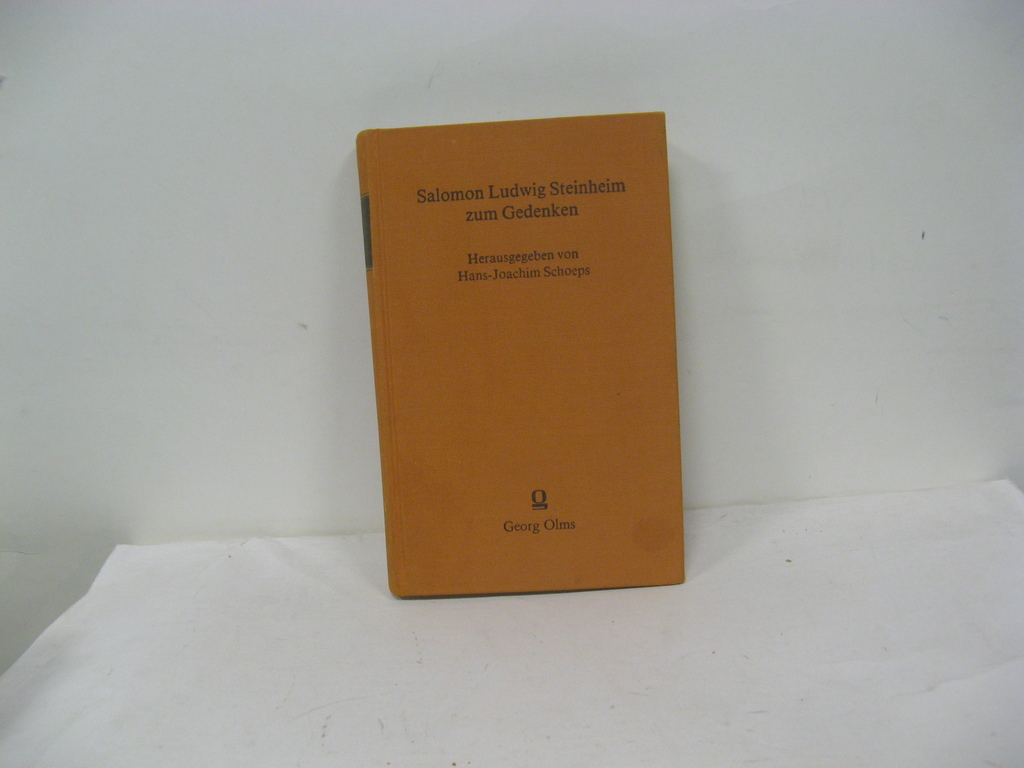 Salomon Ludwig Steinheim
zum Gedenken
Herausgegeben von
Hans-Joachim Schoeps
Georg Olms